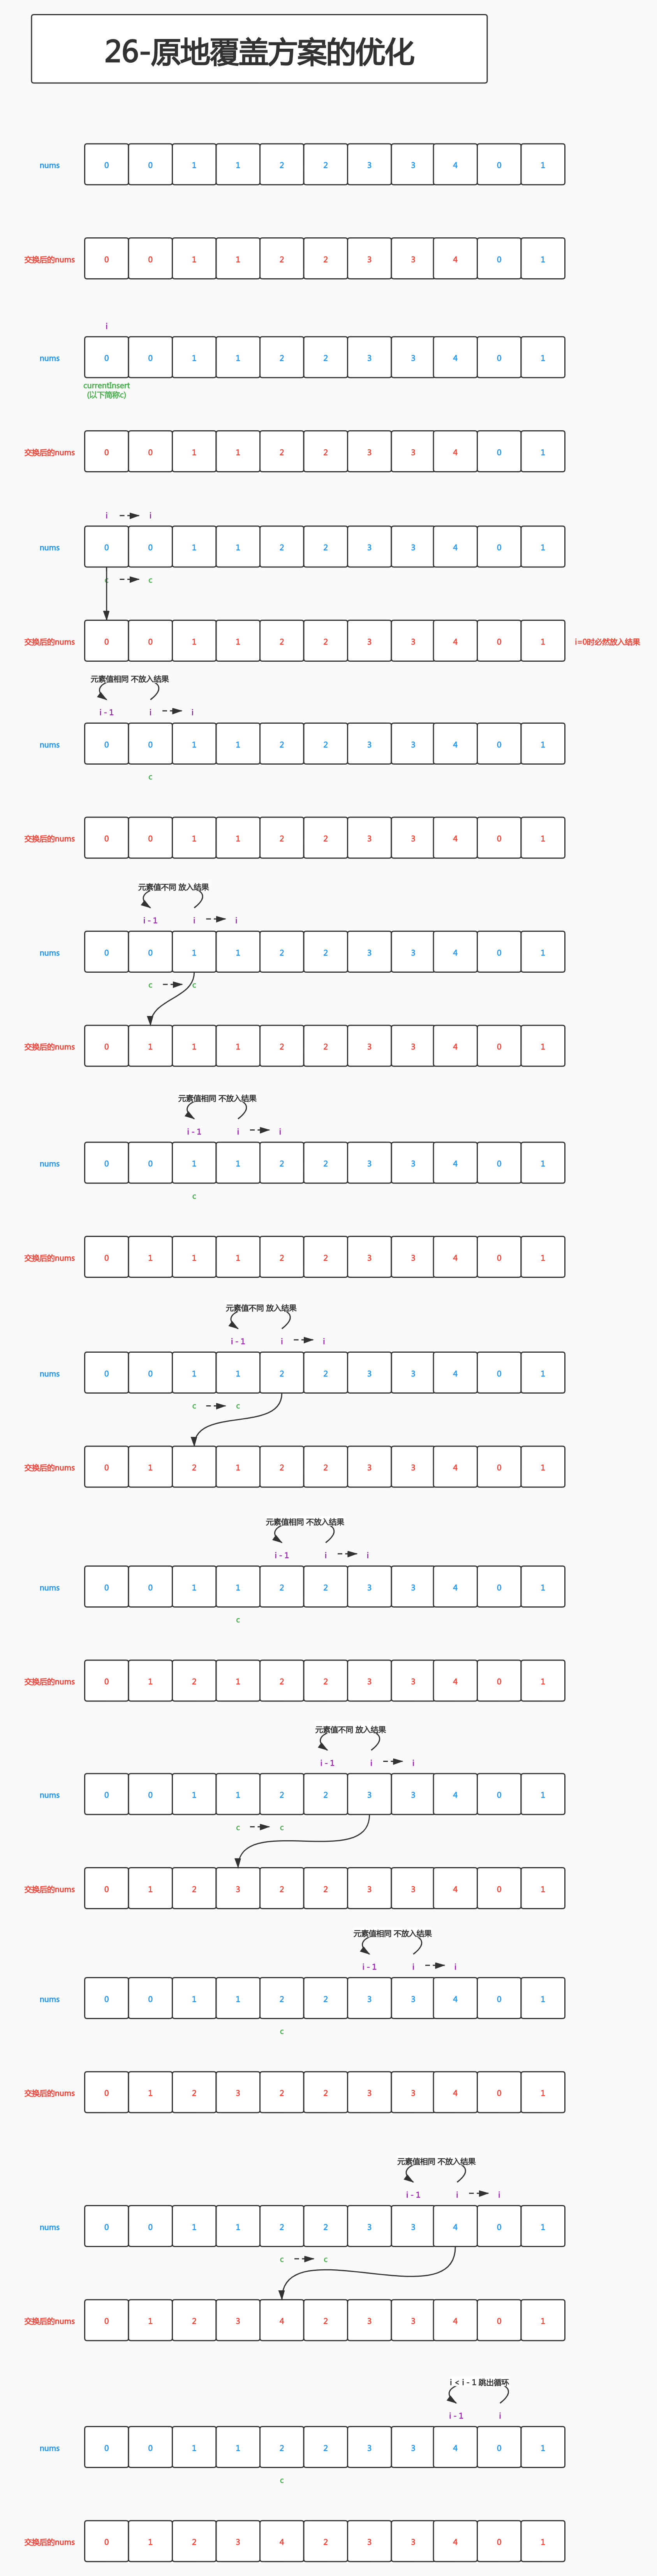 26-原地覆盖方案的优化
nums 0 0 1 1 2 2 3 3 4 0 1
交换后的nums 0 0 1 1 2 2 3 3 4 0 1
i
nums 0 0 1 1 2 2 3 3 4 0 1
currentInsert
(以下简称c)
交换后的nums 0 0 1 1 2 2 3 3 4 0 1
i i
nums 0 0 1 1 2 2 3 3 4 0 1
c c
交换后的nums 0 0 1 1 2 2 3 3 4 0 1 i=0时必然放入结果
元素值相同 不放入结果
i - 1 i i
nums 0 0 1 1 2 2 3 3 4 0 1
c
交换后的nums 0 0 1 1 2 2 3 3 4 0 1
元素值不同 放入结果
i - 1 i i
nums 0 0 1 1 2 2 3 3 4 0 1
c c
交换后的nums 0 1 1 1 2 2 3 3 4 0 1
元素值相同 不放入结果
i - 1 i i
nums 0 0 1 1 2 2 3 3 4 0 1
c
交换后的nums 0 1 1 1 2 2 3 3 4 0 1
元素值不同 放入结果
i - 1 i i
nums 0 0 1 1 2 2 3 3 4 0 1
c c
交换后的nums 0 1 2 1 2 2 3 3 4 0 1
元素值相同 不放入结果
i - 1 i i
nums 0 0 1 1 2 2 3 3 4 0 1
c
交换后的nums 0 1 2 1 2 2 3 3 4 0 1
元素值不同 放入结果
i - 1 i i
nums 0 0 1 1 2 2 3 3 4 0 1
c c
交换后的nums 0 1 2 3 2 2 3 3 4 0 1
元素值相同 不放入结果
i - 1 i i
nums 0 0 1 1 2 2 3 3 4 0 1
c
交换后的nums 0 1 2 3 2 2 3 3 4 0 1
元素值相同 不放入结果
i - 1 i i
nums 0 0 1 1 2 2 3 3 4 0 1
c c
交换后的nums 0 1 2 3 4 2 3 3 4 0 1
i < i - 1 跳出循环
i - 1 i
nums 0 0 1 1 2 2 3 3 4 0 1
c
交换后的nums 0 1 2 3 4 2 3 3 4 0 1